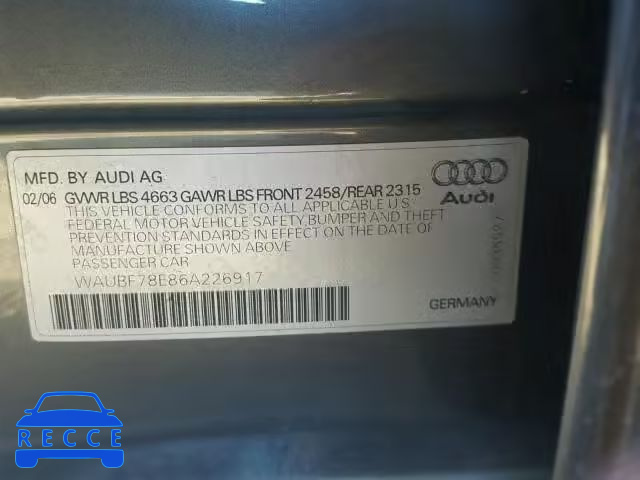 MFD. BY AUDI AG
02/06 GVWR LBS 4663 GAWR LBS FRONT 2458/REAR 2315
THIS VEHICLE CONFORMS TO ALL APPLICABLE U S
FEDERAL MOTOR VEHICLE SAFETY,BUMPER AND THEFT
PREVENTION STANDARDS IN EFFECT ON THE DATE OF
MANUFACTURE SHOWN ABOVE
PASSENGER CAR
WAUBF78E86A226917
Audi
GERMANY
RECCE